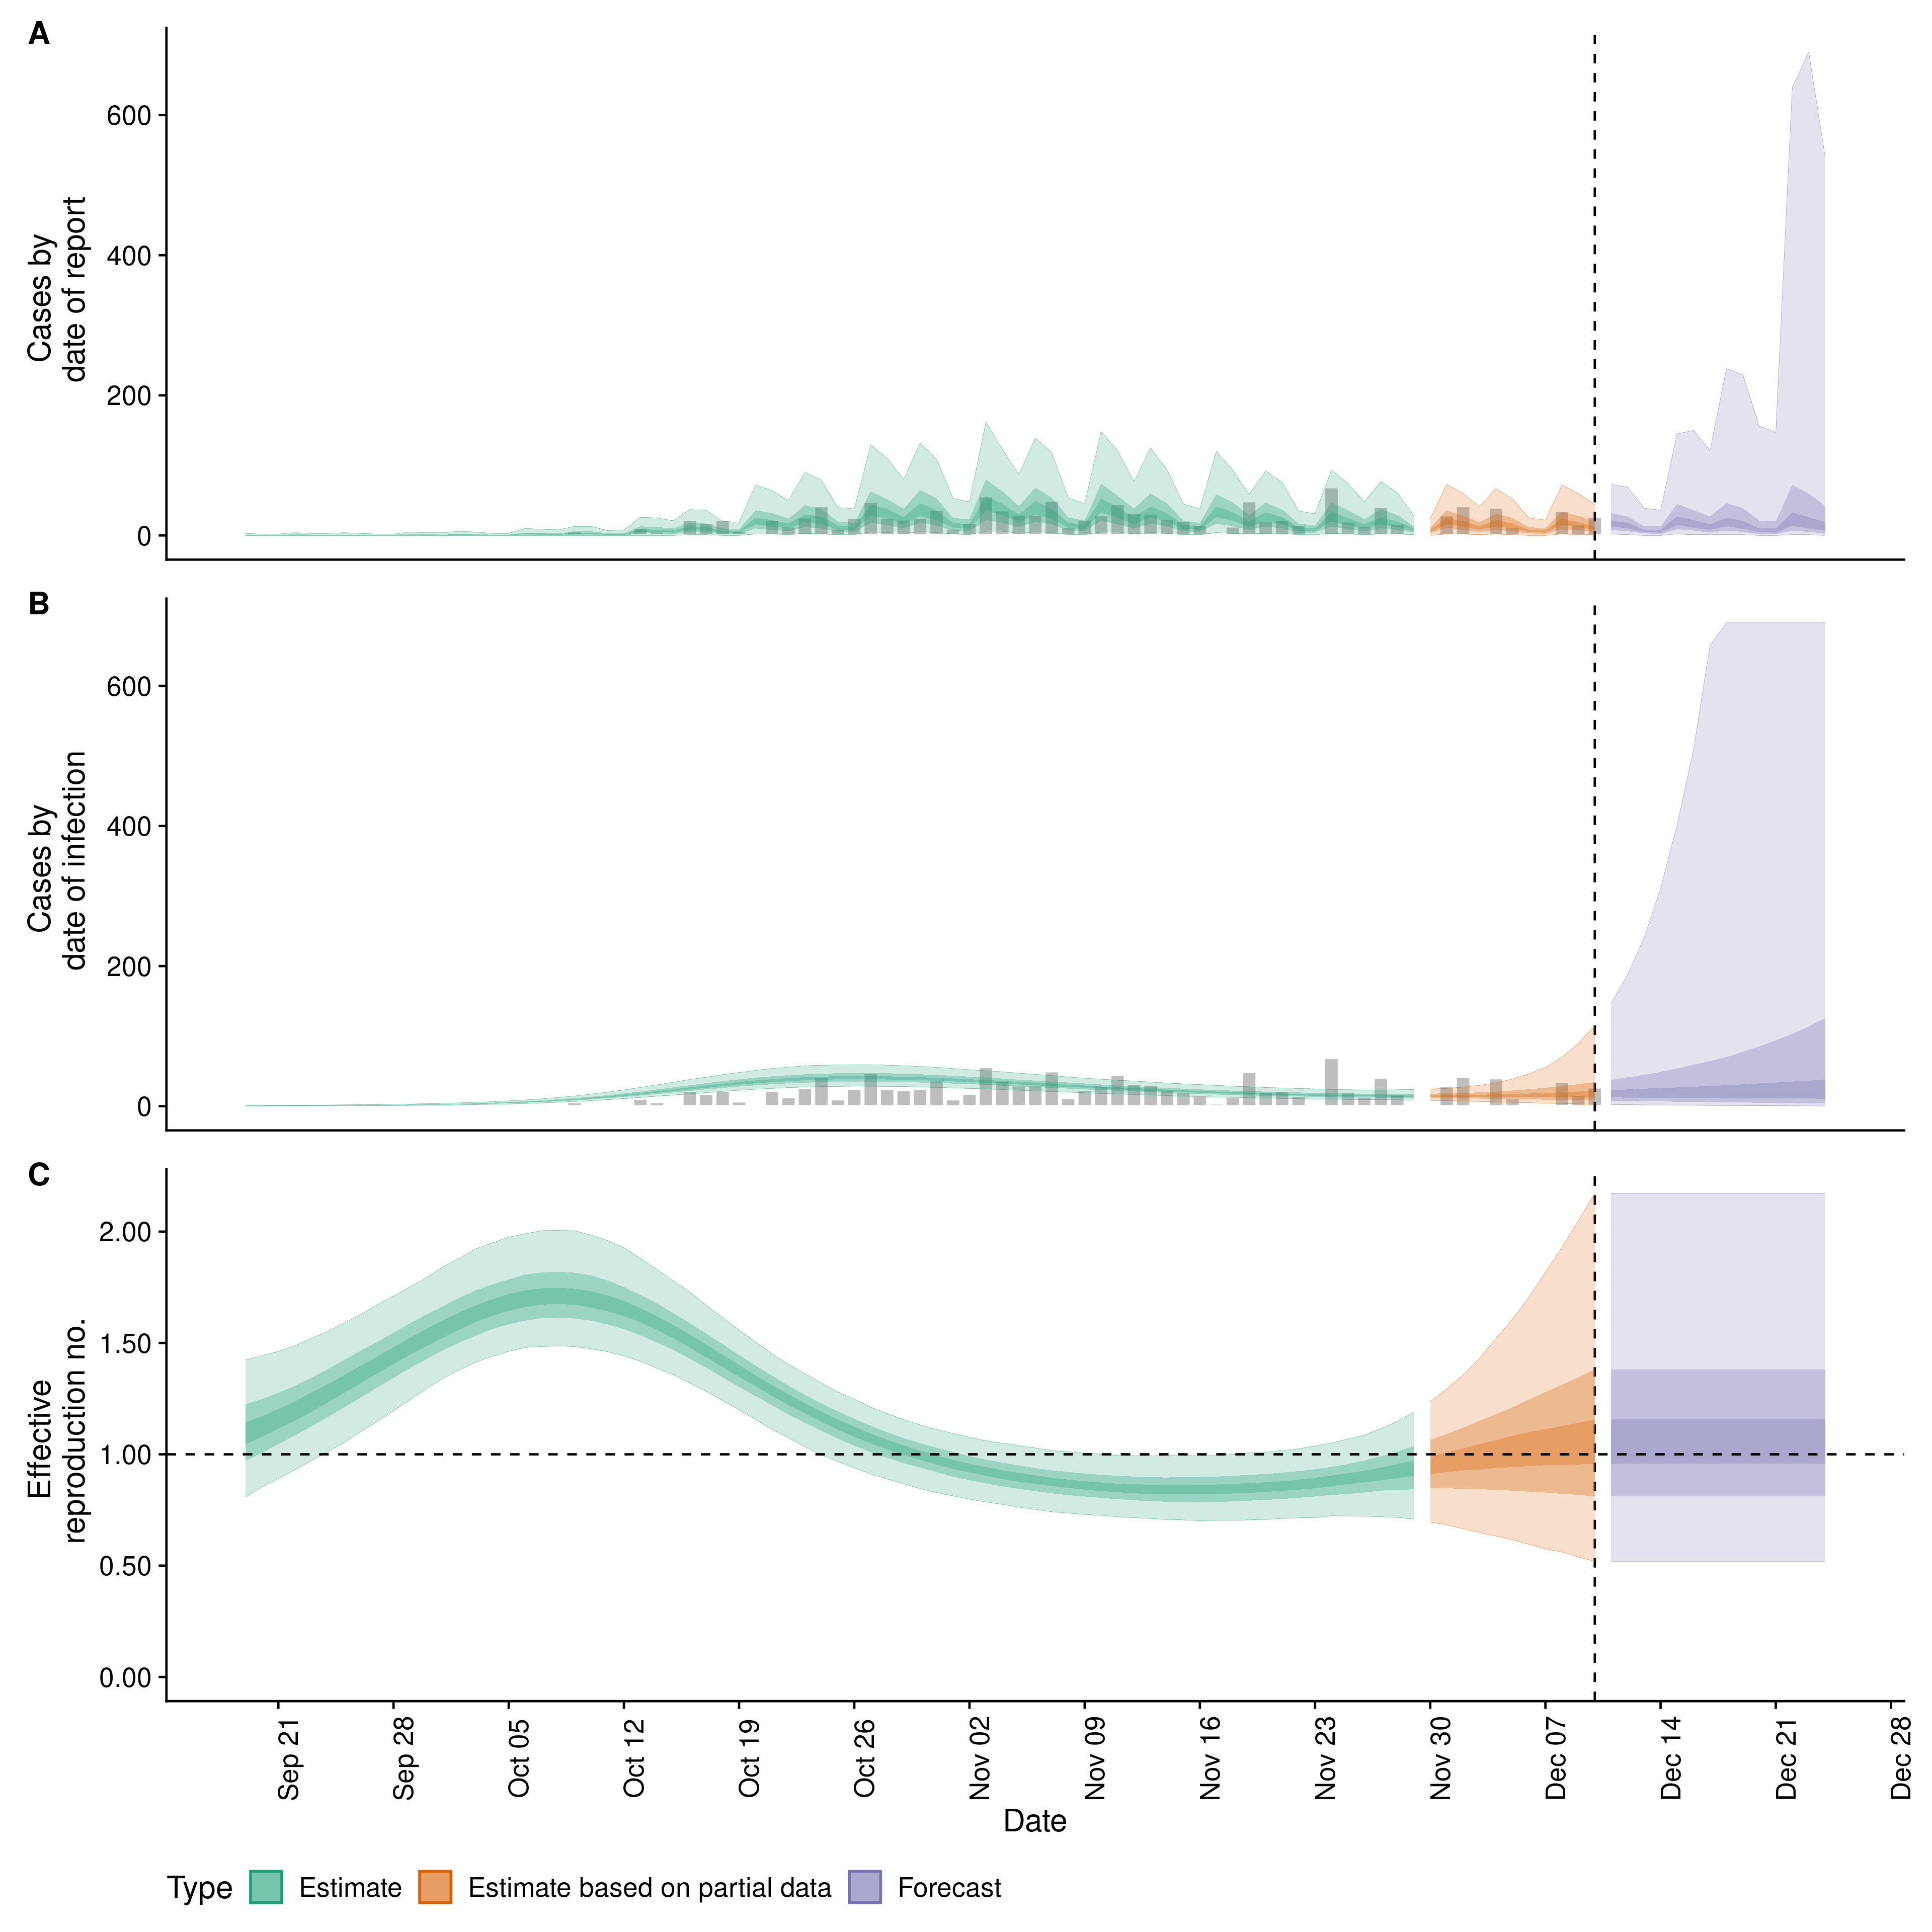 A
600
400
200
0
Cases by
date of report
B
600
400
200
0
Cases by
date of infection
C
2.00
1.50
1.00
0.50
0.00
Effective
reproduction no.
Sep 21
Sep 28
Oct 05
Oct 12
Oct 19
Oct 26
Nov 02
Nov 09
Nov 16
Nov 23
Nov 30
Dec 07
Dec 14
Dec 21
Dec 28
Date
Type Estimate Estimate based on partial data Forecast